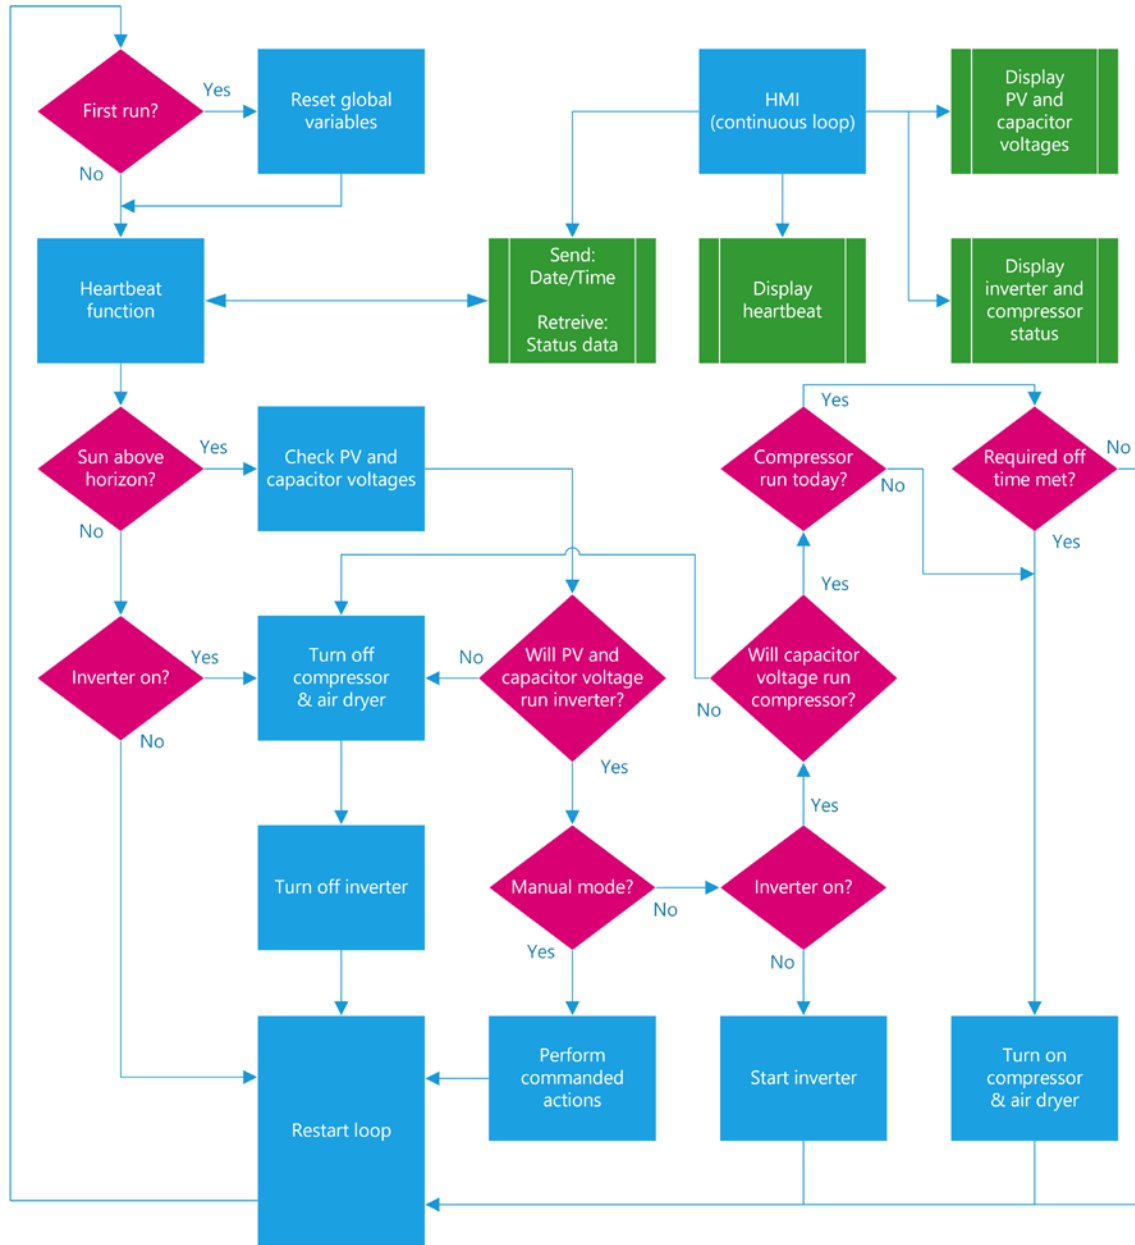 First run?
Yes
No
Reset global
variables
HMI
(continuous loop)
Display
PV and
capacitor
voltages
Heartbeat
function
Send:
Date/Time
Retreive:
Status data
Display
heartbeat
Display
inverter and
compressor
status
Sun above
horizon?
Yes
No
Check PV and
capacitor voltages
Compressor
run today?
Yes
No
Required off
time met?
No
Yes
Inverter on?
Yes
No
Turn off
compressor
& air dryer
No
Will PV and
capacitor voltage
run inverter?
Yes
Will capacitor
voltage run
compressor?
Yes
No
Turn off inverter
Manual mode?
No
Yes
Inverter on?
Yes
No
Restart loop
Perform
commanded
actions
Start inverter
Turn on
compressor
& air dryer